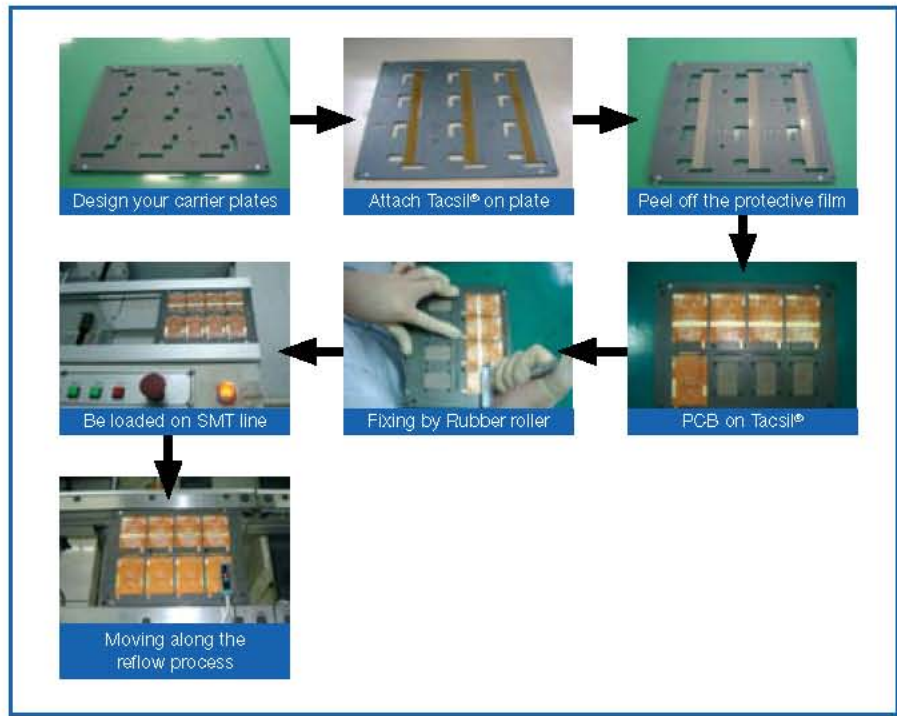 Design your carrier plates
Attach Tacsil® on plate
Peel off the protective film
PCB on Tacsil®
Fixing by Rubber roller
Be loaded on SMT line
Moving along the
reflow process